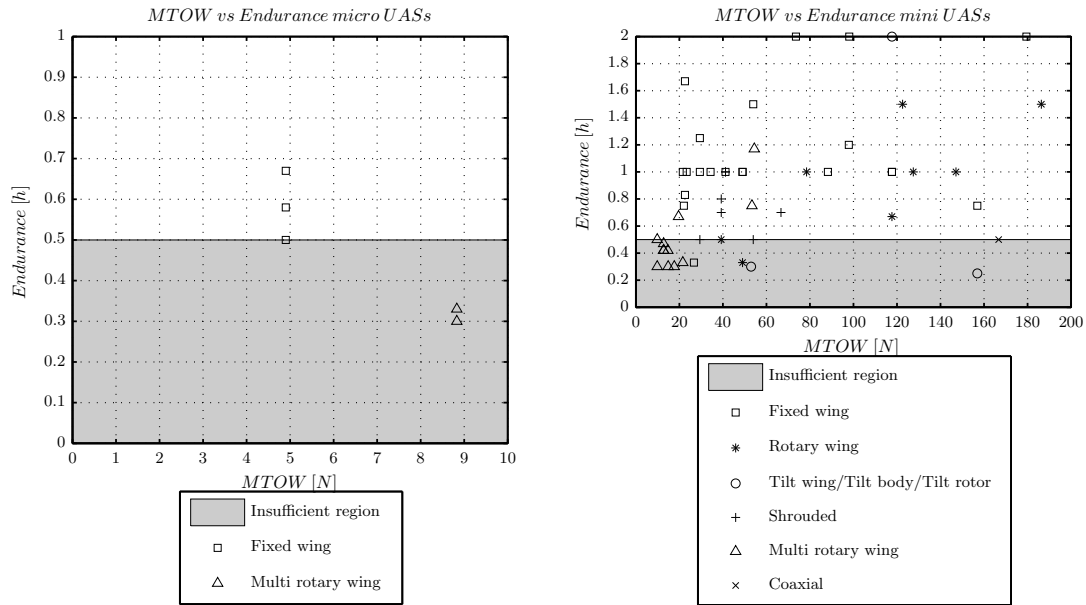 MTOW vs Endurance micro UASs
1
0.9
0.8
0.7
0.6
0.5
0.4
0.3
0.2
0.1
0
Endurance [h]
0 1 2 3 4 5 6 7 8 9 10
MTOW [N]
Insufficient region
Fixed wing
Multi rotary wing
MTOW vs Endurance mini UASs
2
1.8
1.6
1.4
1.2
1
0.8
0.6
0.4
0.2
0
Endurance [h]
0 20 40 60 80 100 120 140 160 180 200
MTOW [N]
Insufficient region
Fixed wing
Rotary wing
Tilt wing/Tilt body/Tilt rotor
Shrouded
Multi rotary wing
Coaxial